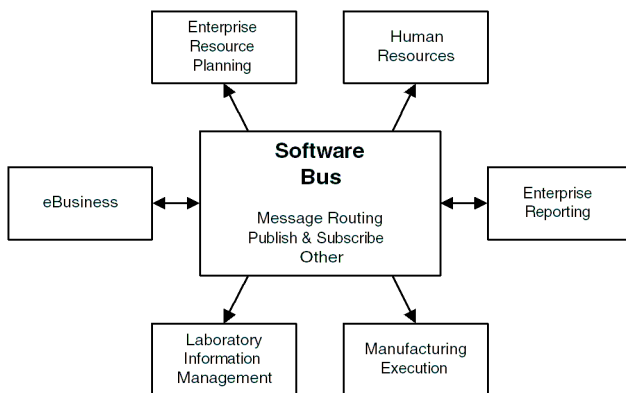 Enterprise
Resource
Planning
Human
Resources
Software
Bus
Message Routing
Publish & Subscribe
Other
eBusiness
Enterprise
Reporting
Laboratory
Information
Management
Manufacturing
Execution